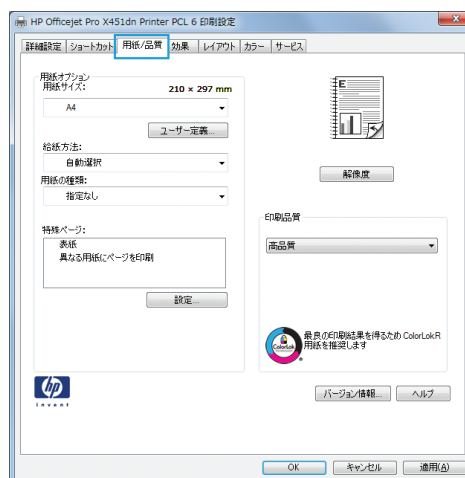 HP Officejet Pro X451dn Printer PCL 6 印刷設定
詳細設定 ショートカット 用紙/品質 効果 レイアウト カラー サービス
用紙オプション
用紙サイズ: 210 × 297 mm
A4
ユーザー定義...
給紙方法:
自動選択
用紙の種類:
指定なし
特殊ページ:
表紙
異なる用紙にページを印刷
設定...
E
解像度
印刷品質
高品質
ColorLok
最良の印刷結果を得るため ColorLokR
用紙を推奨します
hp
invent
バージョン情報... ヘルプ
OK キャンセル 適用(A)